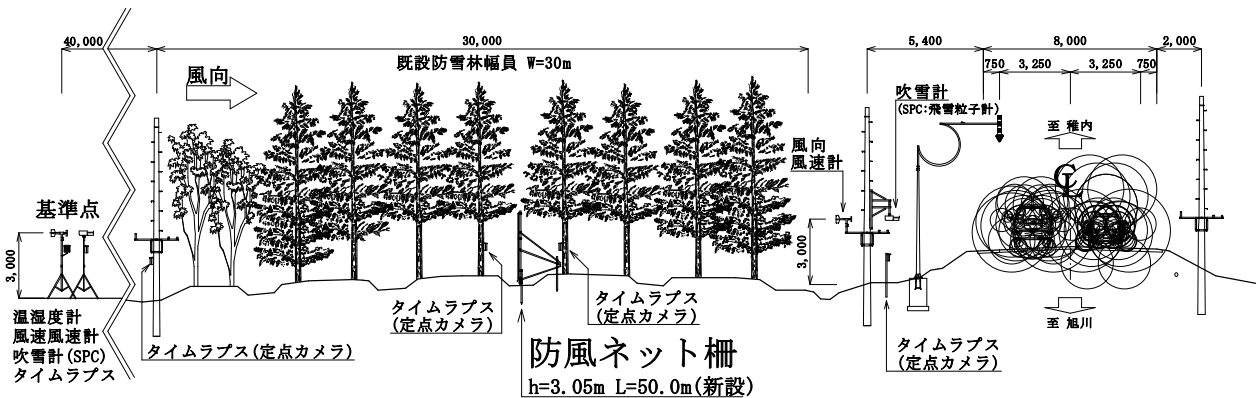 40,000
30,000
既設防雪林幅員 W=30m
風向
5,400
8,000
2,000
750
3,250
3,250
750
吹雪計
(SPC:飛雪粒子計)
至 稚内
CL
風向
風速計
基準点
3,000
3,000
温湿度計
風速風速計
吹雪計(SPC)
タイムラプス
タイムラプス(定点カメラ)
タイムラプス
(定点カメラ)
タイムラプス
(定点カメラ)
防風ネット柵
h=3.05m L=50.0m(新設)
タイムラプス
(定点カメラ)
至 旭川